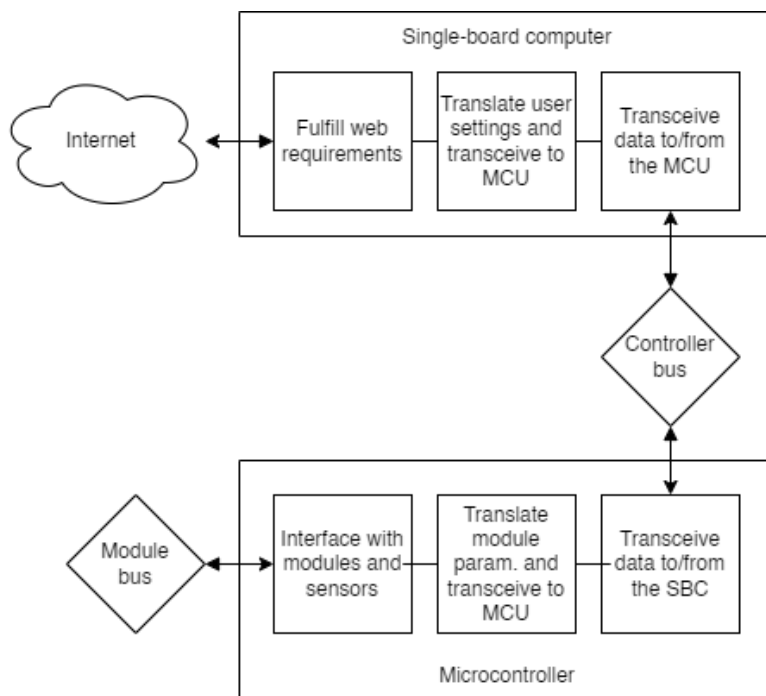 Single-board computer
Internet
Fulfill web
requirements
Translate user
settings and
transceive to
MCU
Transceive
data to/from
the MCU
Controller
bus
Module
bus
Interface with
modules and
sensors
Translate
module
param. and
transceive to
MCU
Transceive
data to/from
the SBC
Microcontroller